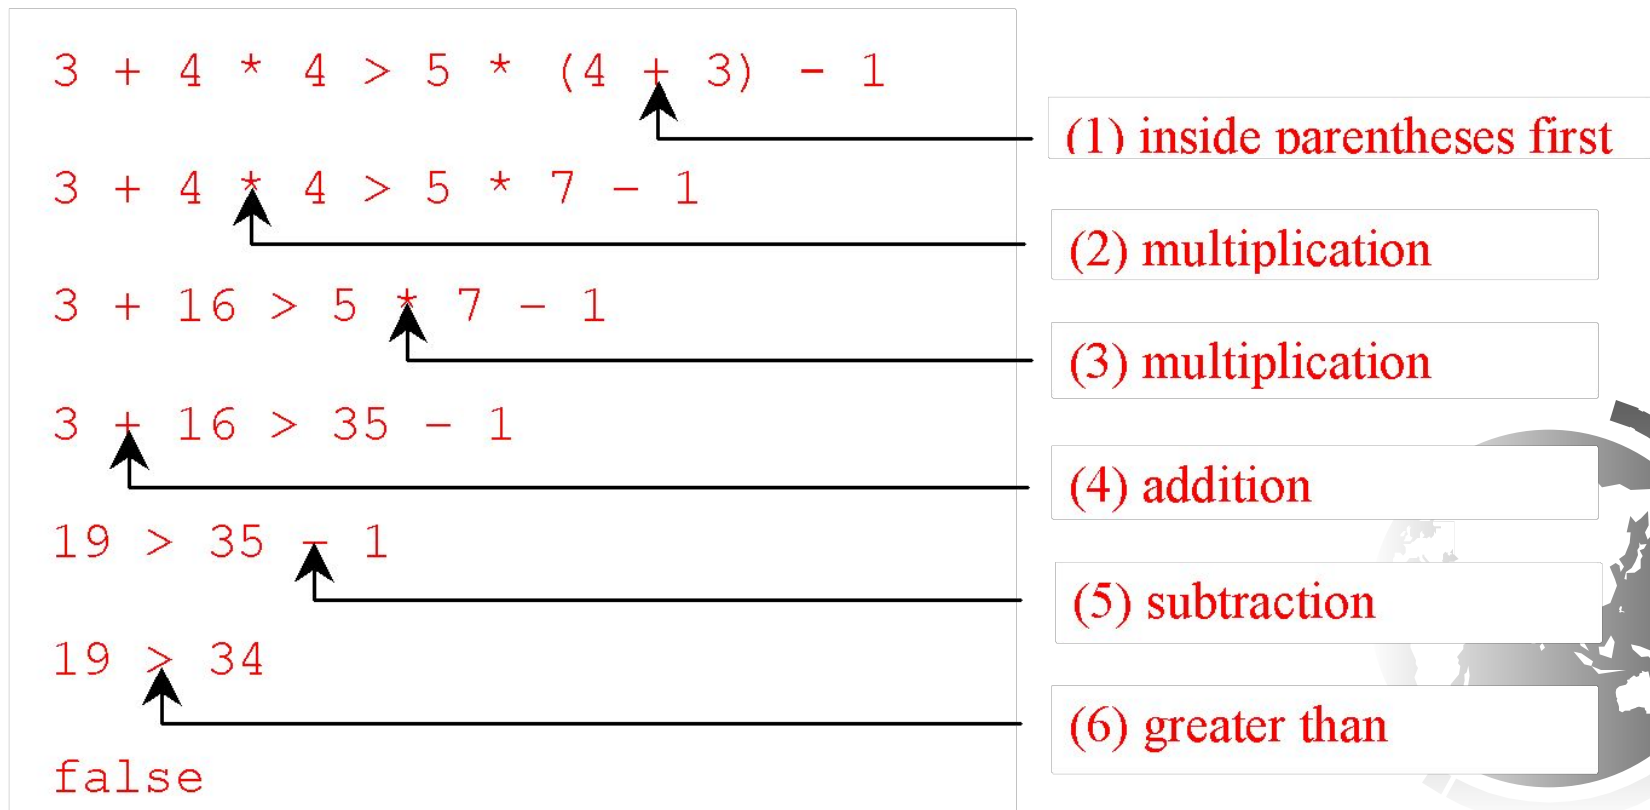 3 + 4 * 4 > 5 * (4 + 3) - 1
(1) inside parentheses first
3 + 4 * 4 > 5 * 7 – 1
(2) multiplication
3 + 16 > 5 * 7 – 1
(3) multiplication
3 + 16 > 35 – 1
(4) addition
19 > 35 – 1
(5) subtraction
19 > 34
(6) greater than
false